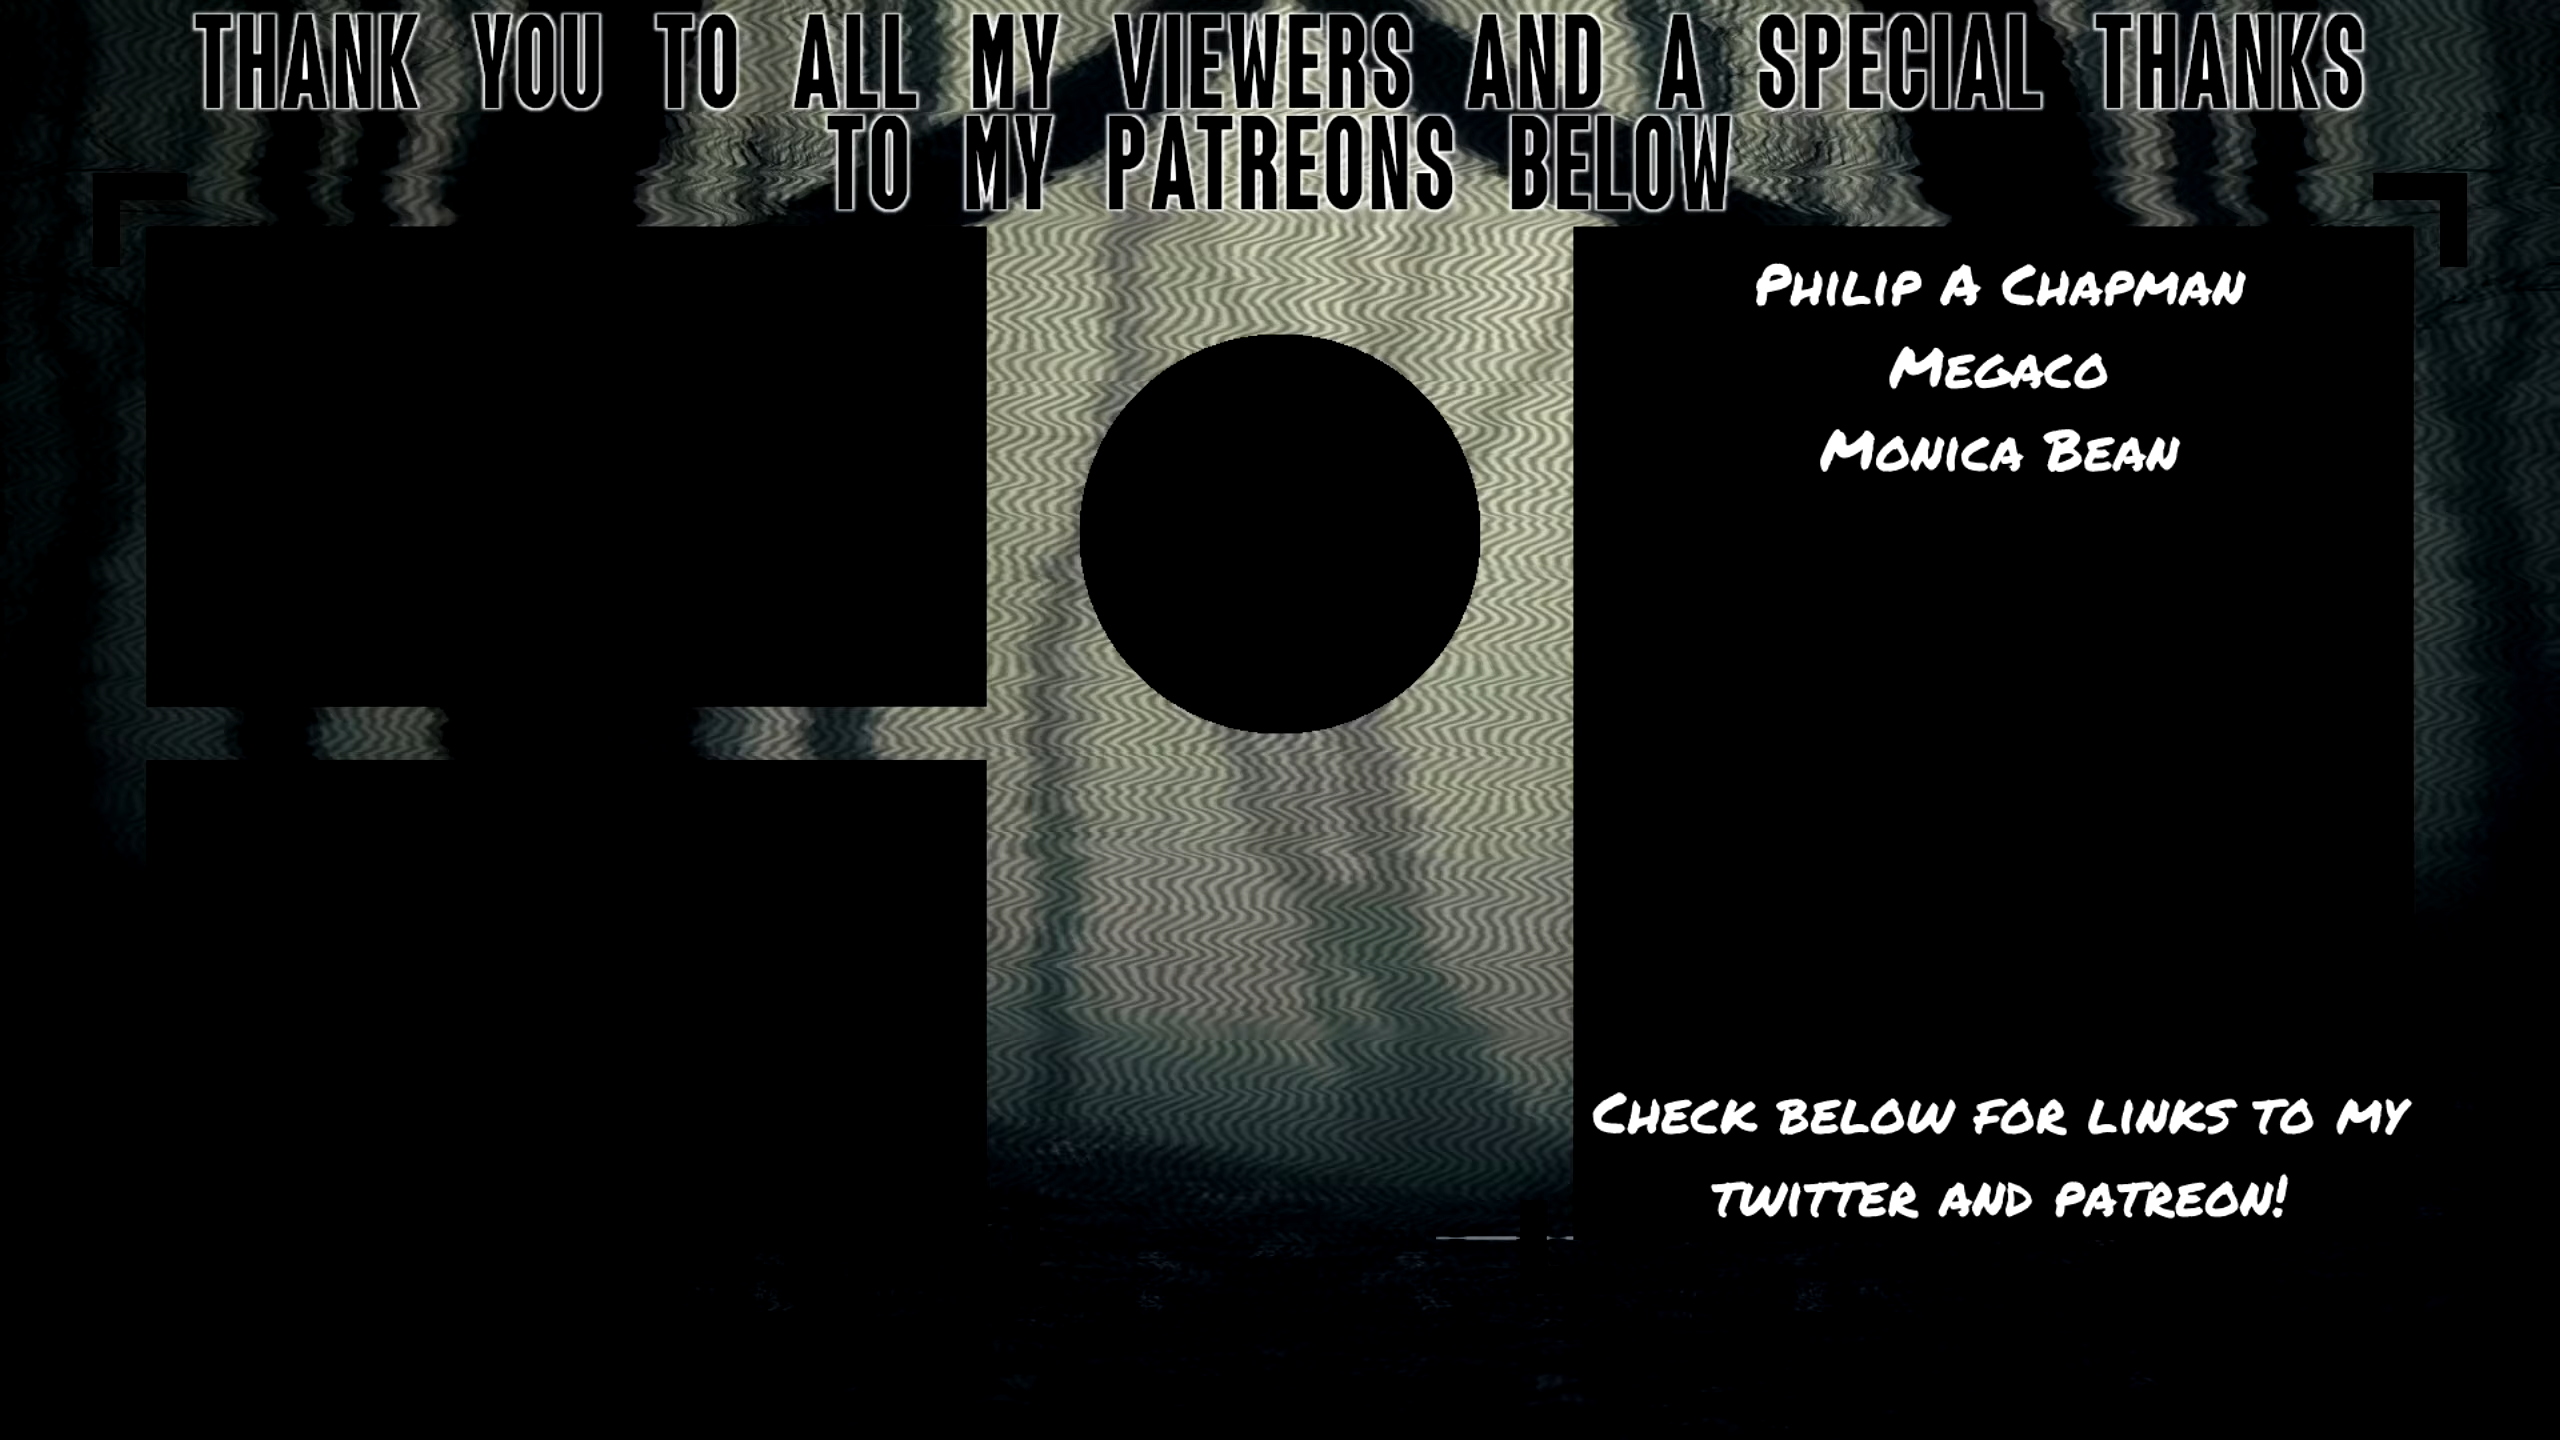 THANK YOU TO ALL MY VIEWERS AND A SPECIAL THANKS
TO MY PATREONS BELOW
PHILIP A CHAPMAN
MEGACO
MONICA BEAN
CHECK BELOW FOR LINKS TO MY
TWITTER AND PATREON!